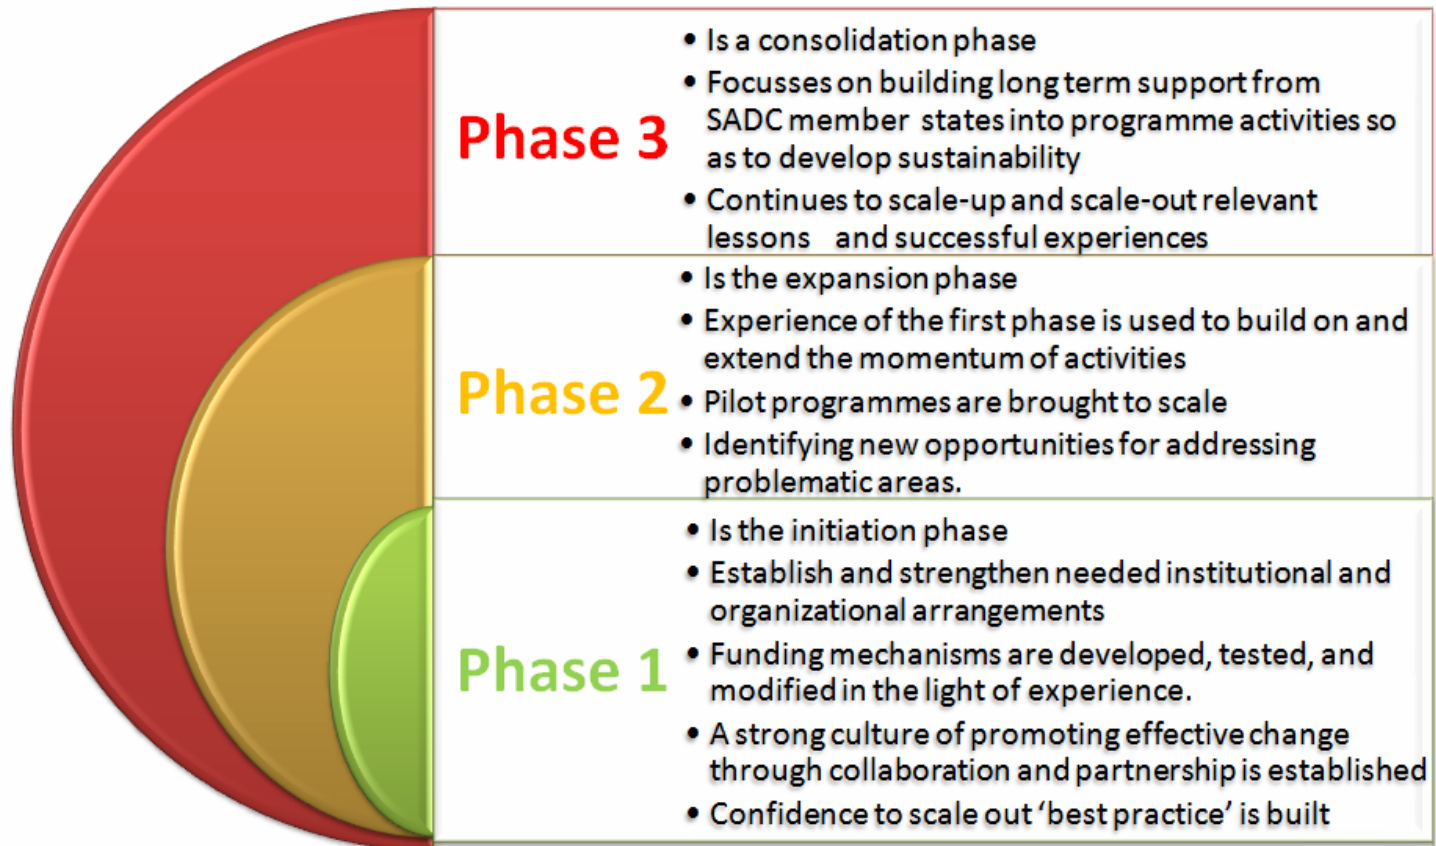 • Is a consolidation phase
• Focusses on building long term support from
SADC member states into programme activities so
as to develop sustainability
• Continues to scale-up and scale-out relevant
lessons and successful experiences
Phase 3
• Is the expansion phase
• Experience of the first phase is used to build on and
extend the momentum of activities
• Pilot programmes are brought to scale
• Identifying new opportunities for addressing
problematic areas.
Phase 2
• Is the initiation phase
• Establish and strengthen needed institutional and
organizational arrangements
• Funding mechanisms are developed, tested, and
modified in the light of experience.
• A strong culture of promoting effective change
through collaboration and partnership is established
• Confidence to scale out ‘best practice’ is built
Phase 1